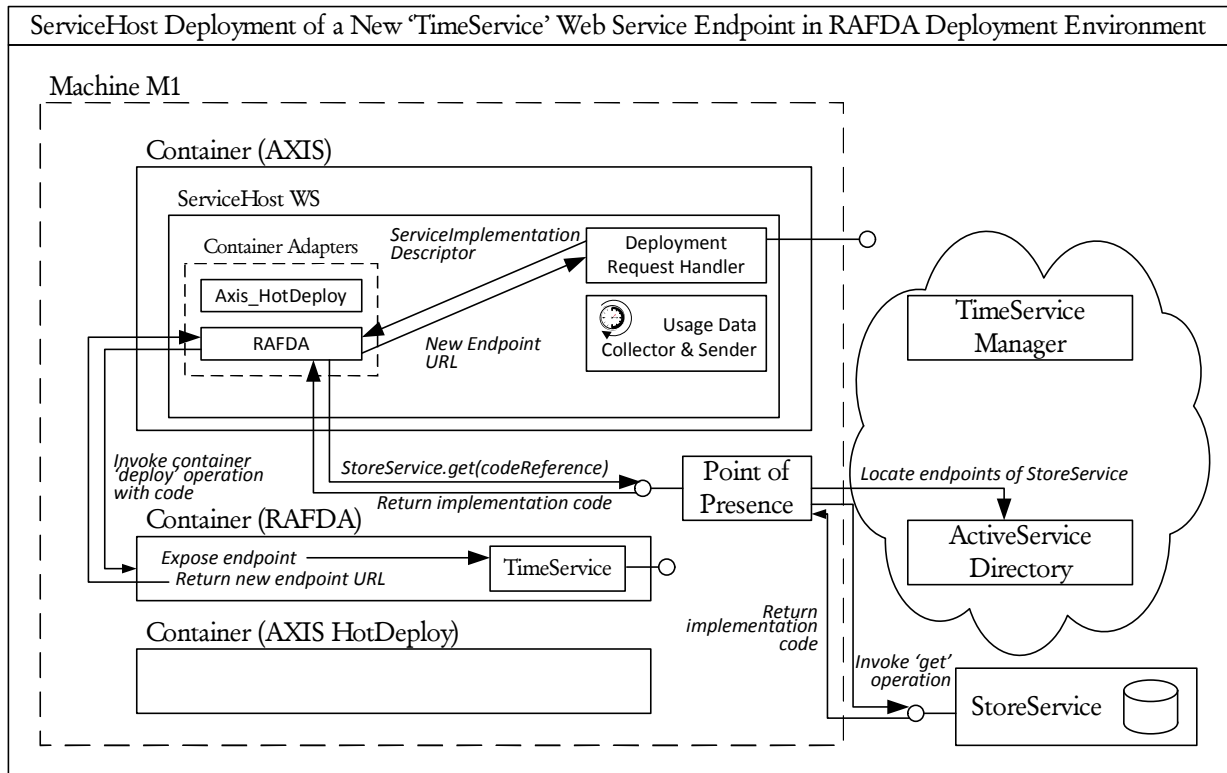 ServiceHost Deployment of a New ‘TimeService’ Web Service Endpoint in RAFDA Deployment Environment
Machine M1
Container (AXIS)
ServiceHost WS
Container Adapters
Axis_HotDeploy
RAFDA
ServiceImplementation
Descriptor
New Endpoint
URL
Deployment
Request Handler
Usage Data
Collector & Sender
TimeService
Manager
Invoke container
‘deploy’ operation
with code
StoreService.get(codeReference)
Return implementation code
Point of
Presence
Locate endpoints of StoreService
ActiveService
Directory
Container (RAFDA)
Expose endpoint
Return new endpoint URL
TimeService
Container (AXIS HotDeploy)
Return
implementation
code
Invoke ‘get’
operation
StoreService